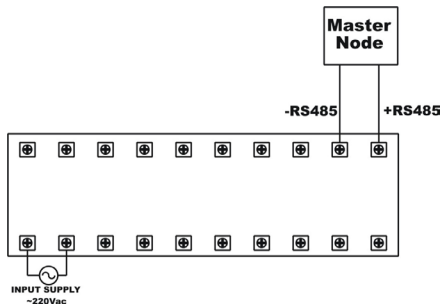 Master
Node
-RS485
+RS485
INPUT SUPPLY
~220Vac